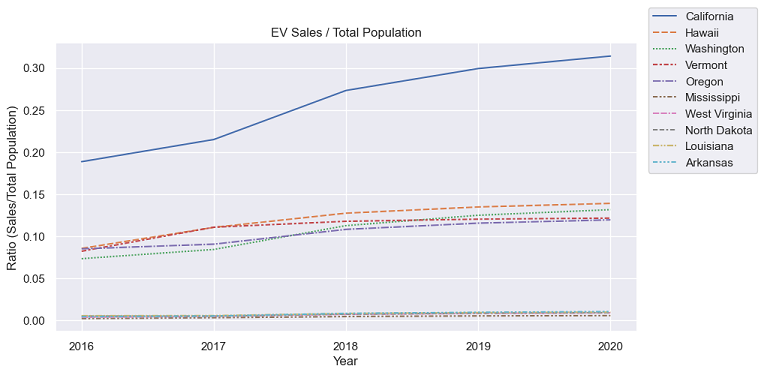 EV Sales / Total Population
California
Hawaii
Washington
Vermont
Oregon
Mississippi
West Virginia
North Dakota
Louisiana
Arkansas
Ratio (Sales/Total Population)
0.30
0.25
0.20
0.15
0.10
0.05
0.00
2016 2017 2018 2019 2020
Year